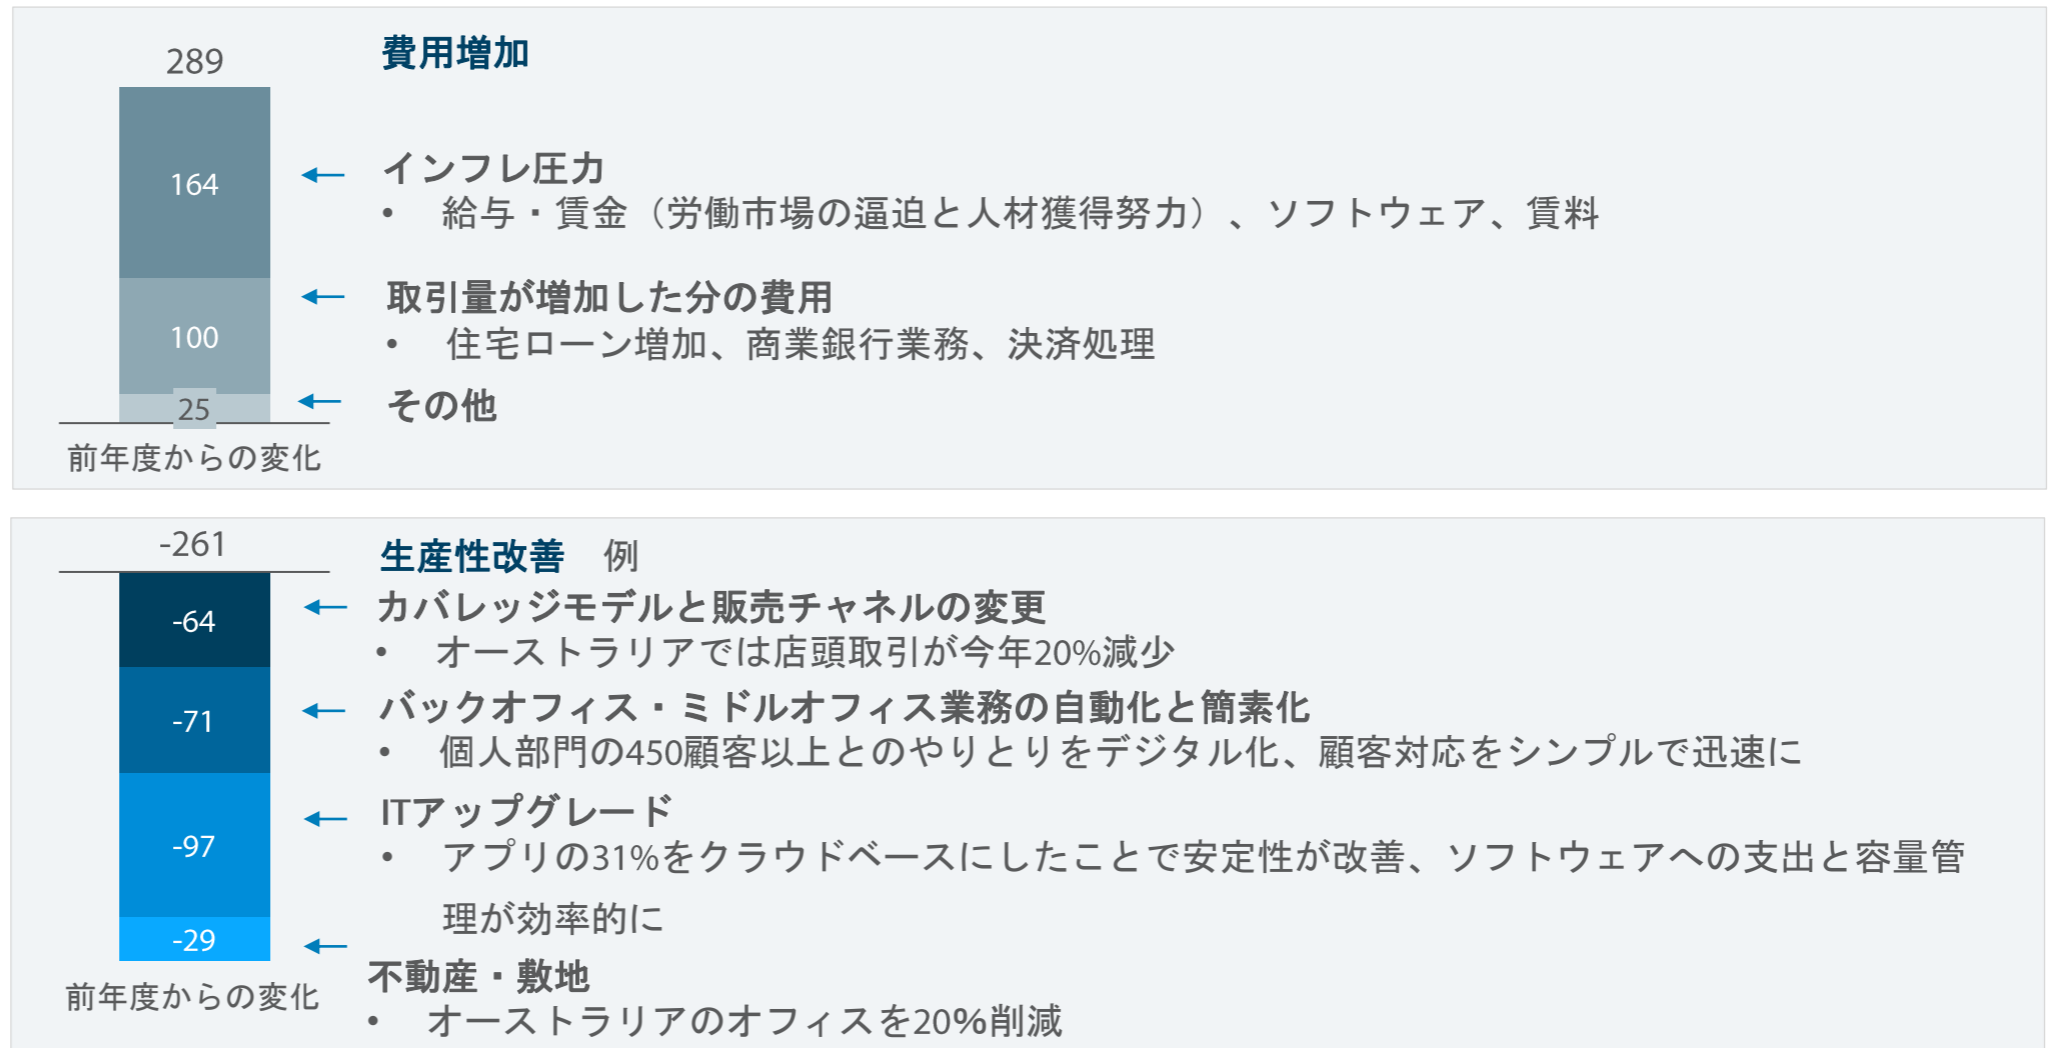 289
費用増加
164
インフレ圧力
• 給与・賃金（労働市場の逼迫と人材獲得努力）、ソフトウェア、賃料
取引量が増加した分の費用
100
• 住宅ローン増加、商業銀行業務、決済処理
25
その他
前年度からの変化
-261
生産性改善 例
-64
カバレッジモデルと販売チャネルの変更
• オーストラリアでは店頭取引が今年20%減少
-71
バックオフィス・ミドルオフィス業務の自動化と簡素化
• 個人部門の450顧客以上とのやりとりをデジタル化、顧客対応をシンプルで迅速に
-97
ITアップグレード
• アプリの31%をクラウドベースにしたことで安定性が改善、ソフトウェアへの支出と容量管
理が効率的に
-29
不動産・敷地
前年度からの変化
• オーストラリアのオフィスを20%削減